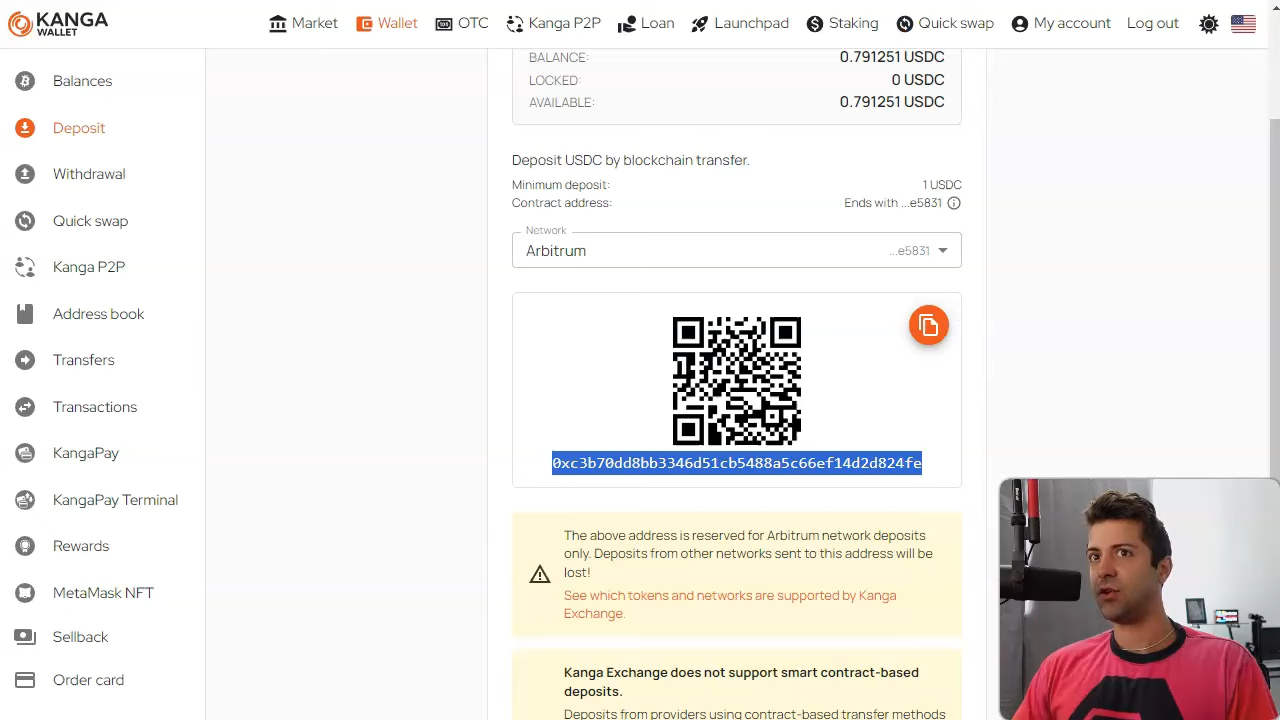 KANGA
WALLET
Market
Wallet
OTC
Kanga P2P
Loan
Launchpad
Staking
Quick swap
My account
Log out
Balances
Deposit
Withdrawal
Quick swap
Kanga P2P
Address book
Transfers
Transactions
KangaPay
KangaPay Terminal
Rewards
MetaMask NFT
Sellback
Order card
BALANCE: 0.791251 USDC
LOCKED: 0 USDC
AVAILABLE: 0.791251 USDC
Deposit USDC by blockchain transfer.
Minimum deposit: 1 USDC
Contract address: Ends with ...e5831
Network
Arbitrum ...e5831
0xc3b70dd8bb3346d51cb5488a5c66ef14d2d824fe
The above address is reserved for Arbitrum network deposits
only. Deposits from other networks sent to this address will be
lost!
See which tokens and networks are supported by Kanga
Exchange.
Kanga Exchange does not support smart contract-based
deposits.
Deposits from providers using contract-based transfer methods